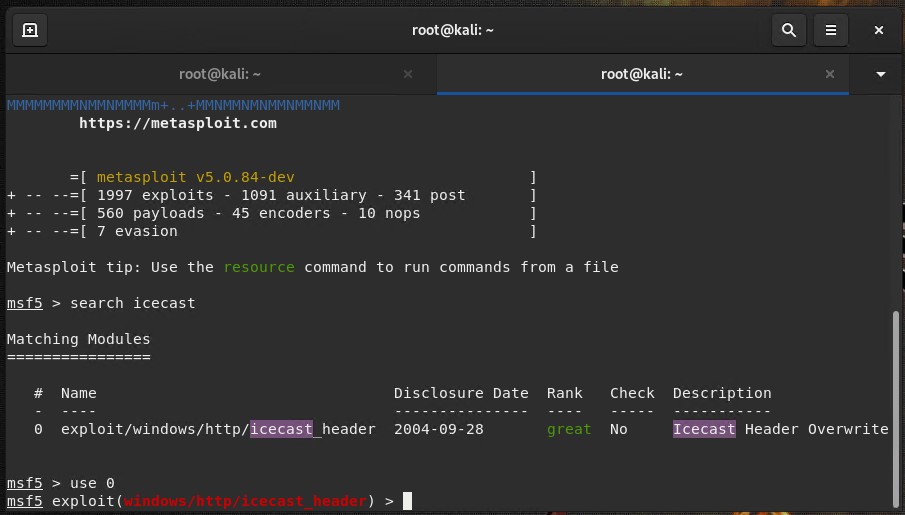 root@kali: ~
root@kali: ~
root@kali: ~
MMMMMMMMNMMNMMMMm+..+MMNMMNMNMMNMMNMM
        https://metasploit.com
       =[ metasploit v5.0.84-dev                          ]
+ -- --=[ 1997 exploits - 1091 auxiliary - 341 post       ]
+ -- --=[ 560 payloads - 45 encoders - 10 nops            ]
+ -- --=[ 7 evasion                                       ]
Metasploit tip: Use the resource command to run commands from a file
msf5 > search icecast
Matching Modules
================
   #  Name                                 Disclosure Date  Rank   Check  Description
   -  ----                                 ---------------  ----   -----  -----------
   0  exploit/windows/http/icecast_header  2004-09-28       great  No     Icecast Header Overwrite
msf5 > use 0
msf5 exploit(windows/http/icecast_header) >